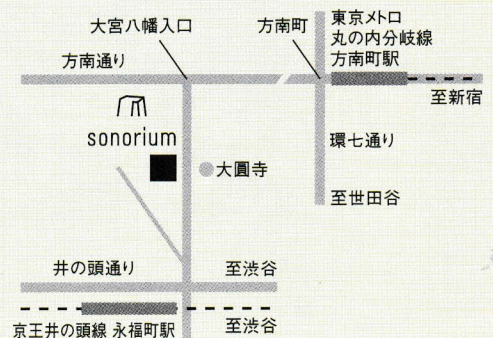 大宮八幡入口
方南町
東京メトロ
丸の内分岐線
方南町駅
方南通り
至新宿
sonorium
環七通り
大圓寺
至世田谷
井の頭通り
至渋谷
京王井の頭線 永福町駅
至渋谷